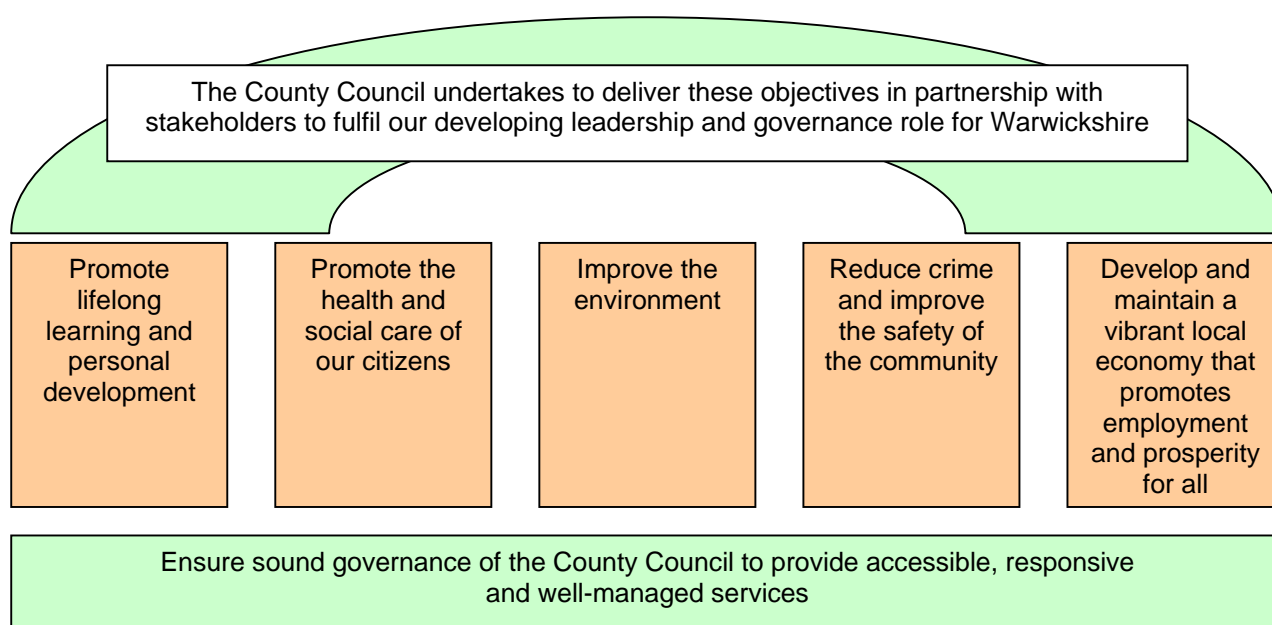 The County Council undertakes to deliver these objectives in partnership with
stakeholders to fulfil our developing leadership and governance role for Warwickshire
Promote
lifelong
learning and
personal
development
Promote the
health and
social care of
our citizens
Improve the
environment
Reduce crime
and improve
the safety of
the community
Develop and
maintain a
vibrant local
economy that
promotes
employment
and prosperity
for all
Ensure sound governance of the County Council to provide accessible, responsive
and well-managed services